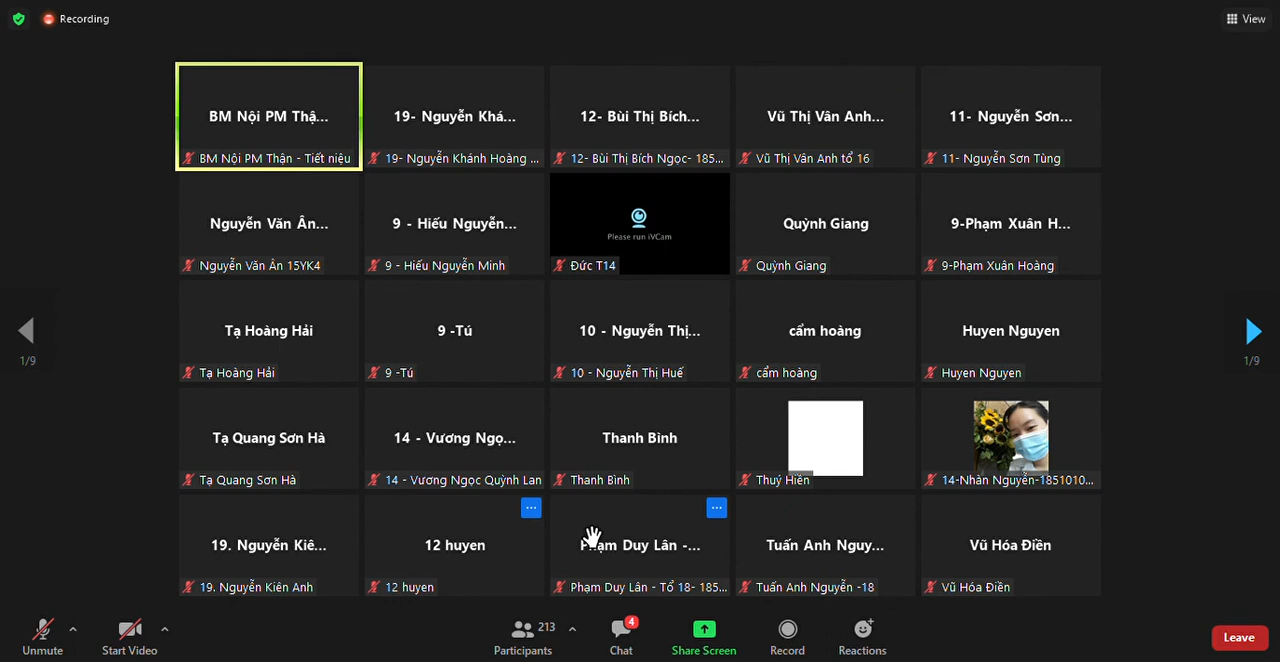 Recording
View
BM Nội PM Thậ...
BM Nội PM Thận - Tiết niệu
19- Nguyễn Khá...
19- Nguyễn Khánh Hoàng ...
12- Bùi Thị Bích...
12- Bùi Thị Bích Ngọc- 185...
Vũ Thị Vân Anh...
Vũ Thị Vân Anh tổ 16
11- Nguyễn Sơn...
11- Nguyễn Sơn Tùng
Nguyễn Văn Ân...
Nguyễn Văn Ân 15YK4
9 - Hiếu Nguyễn...
9 - Hiếu Nguyễn Minh
Please run iVCam
Đức T14
Quỳnh Giang
Quỳnh Giang
9-Phạm Xuân H...
9-Phạm Xuân Hoàng
1/9
Tạ Hoàng Hải
Tạ Hoàng Hải
9 -Tú
9 -Tú
10 - Nguyễn Thị...
10 - Nguyễn Thị Huế
cẩm hoàng
cẩm hoàng
Huyen Nguyen
Huyen Nguyen
1/9
Tạ Quang Sơn Hà
Tạ Quang Sơn Hà
14 - Vương Ngọ...
14 - Vương Ngọc Quỳnh Lan
Thanh Bình
Thanh Bình
Thuý Hiền
14-Nhân Nguyễn-1851010...
19. Nguyễn Kiê...
19. Nguyễn Kiên Anh
12 huyen
12 huyen
Phạm Duy Lân -...
Phạm Duy Lân - Tổ 18- 185...
Tuấn Anh Nguy...
Tuấn Anh Nguyễn -18
Vũ Hóa Điền
Vũ Hóa Điền
Unmute
Start Video
213
Participants
4
Chat
Share Screen
Record
Reactions
Leave